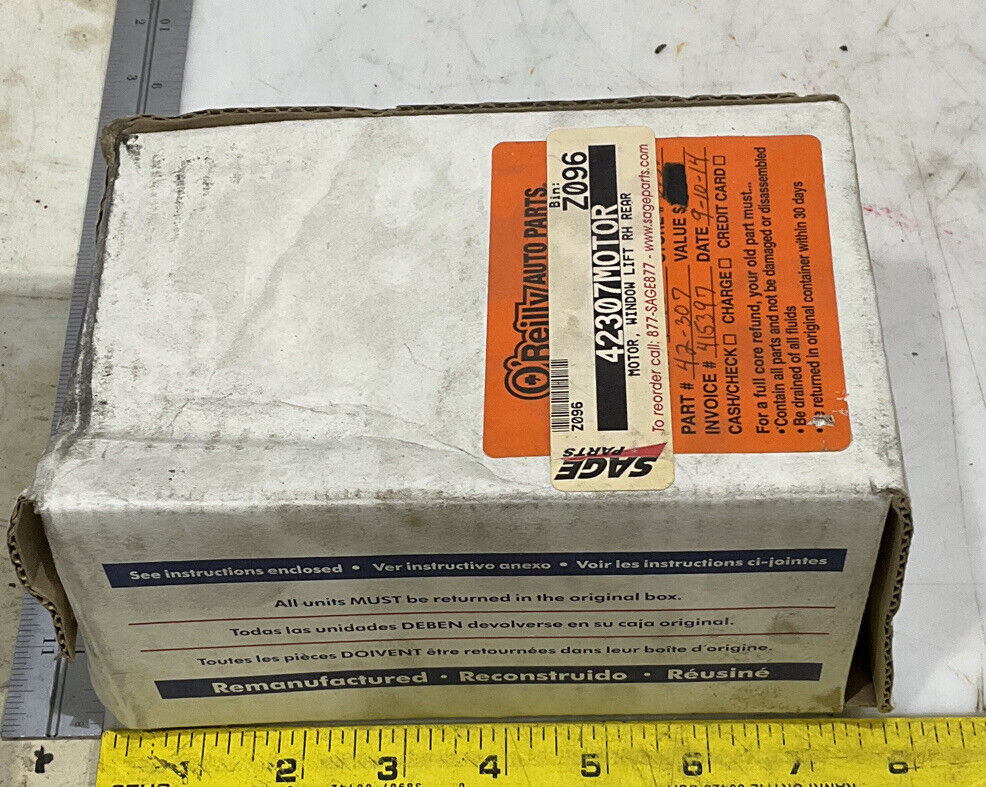 O'Reilly AUTO PARTS
Bin:
Z096
Z096
42307MOTOR
MOTOR, WINDOW LIFT RH REAR
To reorder call: 877-SAGE877 - www.sageparts.com
SAGE
PARTS
PART # 42-307 VALUE $
INVOICE # 415397 DATE 9-10-14
CASH/CHECK CHARGE CREDIT CARD
For a full core refund, your old part must...
• Contain all parts and not be damaged or disassembled
• Be drained of all fluids
• Be returned in original container within 30 days
See instructions enclosed • Ver instructivo anexo • Voir les instructions ci-jointes
All units MUST be returned in the original box.
Todas las unidades DEBEN devolverse en su caja original.
Toutes les pièces DOIVENT être retournées dans leur boîte d'origine.
Remanufactured • Reconstruido • Réusiné
1 2 3 4 5 6 7 8